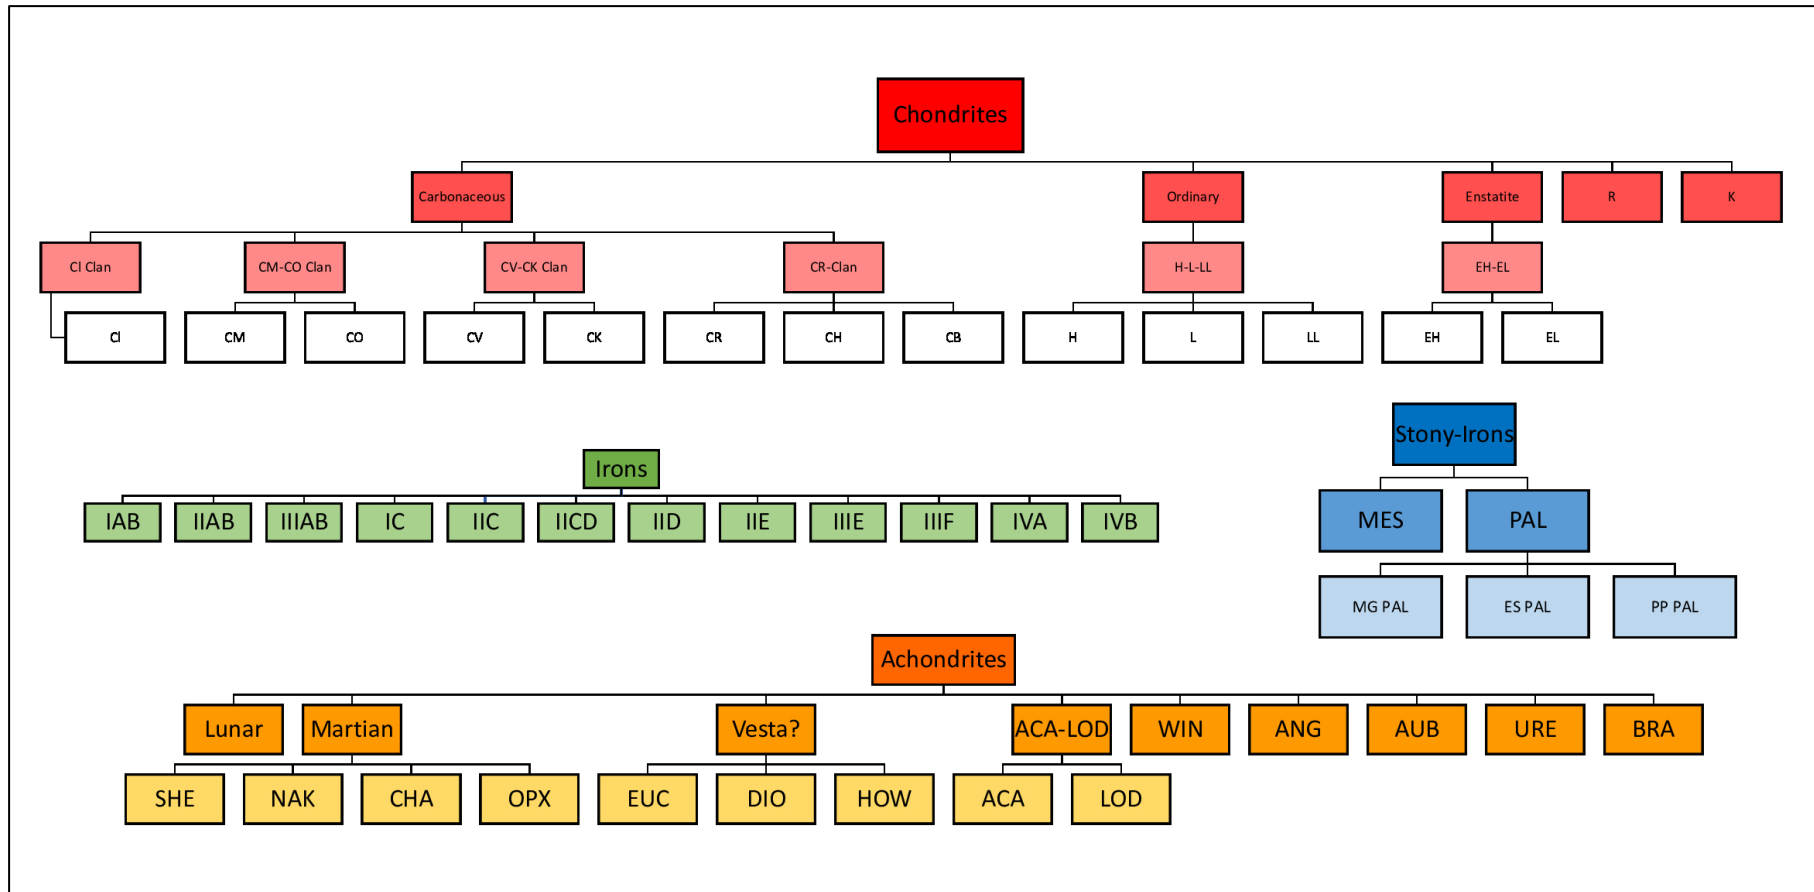 Chondrites
Carbonaceous
Ordinary
Enstatite
R
K
CI Clan
CM-CO Clan
CV-CK Clan
CR-Clan
H-L-LL
EH-EL
CI
CM
CO
CV
CK
CR
CH
CB
H
L
LL
EH
EL
Stony-Irons
Irons
IAB
IIAB
IIIAB
IC
IIC
IICD
IID
IIE
IIIE
IIIF
IVA
IVB
MES
PAL
MG PAL
ES PAL
PP PAL
Achondrites
Lunar
Martian
Vesta?
ACA-LOD
WIN
ANG
AUB
URE
BRA
SHE
NAK
CHA
OPX
EUC
DIO
HOW
ACA
LOD